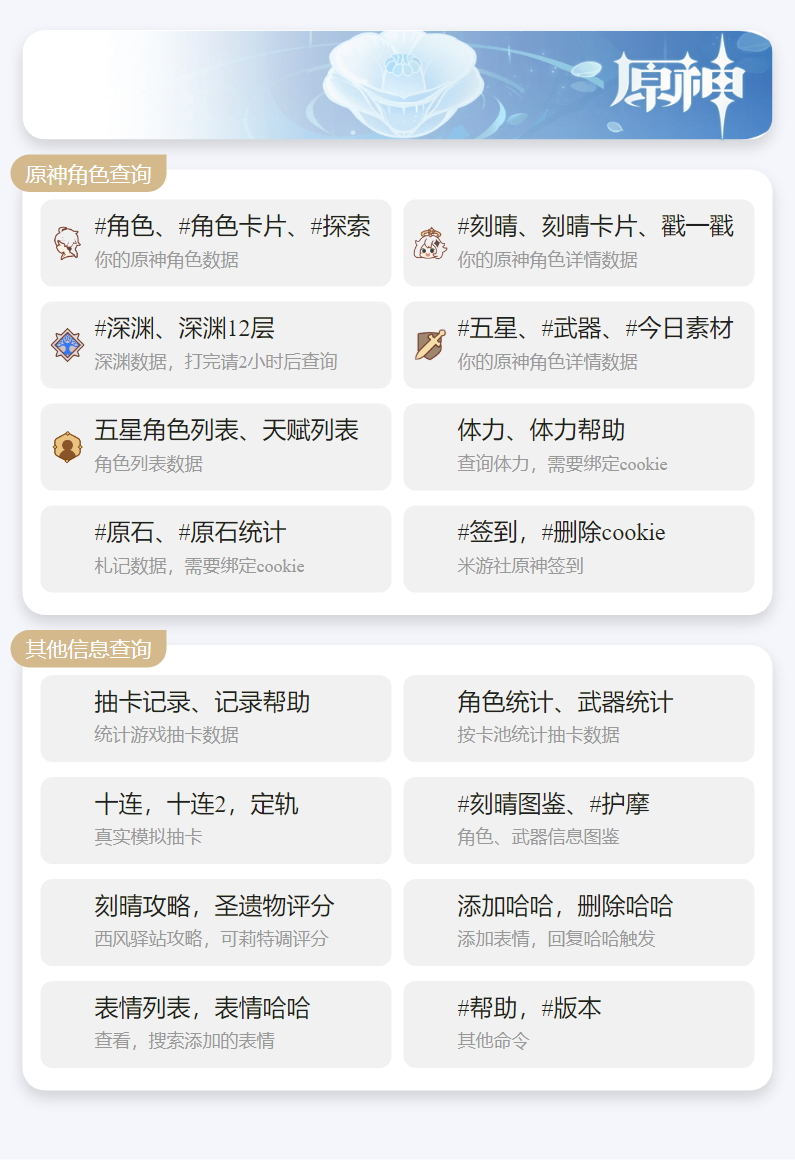 原神
原神角色查询
#角色、#角色卡片、#探索
你的原神角色数据
#刻晴、刻晴卡片、戳一戳
你的原神角色详情数据
#深渊、深渊12层
深渊数据，打完请2小时后查询
#五星、#武器、#今日素材
你的原神角色详情数据
五星角色列表、天赋列表
角色列表数据
体力、体力帮助
查询体力，需要绑定cookie
#原石、#原石统计
札记数据，需要绑定cookie
#签到，#删除cookie
米游社原神签到
其他信息查询
抽卡记录、记录帮助
统计游戏抽卡数据
角色统计、武器统计
按卡池统计抽卡数据
十连，十连2，定轨
真实模拟抽卡
#刻晴图鉴、#护摩
角色、武器信息图鉴
刻晴攻略，圣遗物评分
西风驿站攻略，可莉特调评分
添加哈哈，删除哈哈
添加表情，回复哈哈触发
表情列表，表情哈哈
查看，搜索添加的表情
#帮助，#版本
其他命令